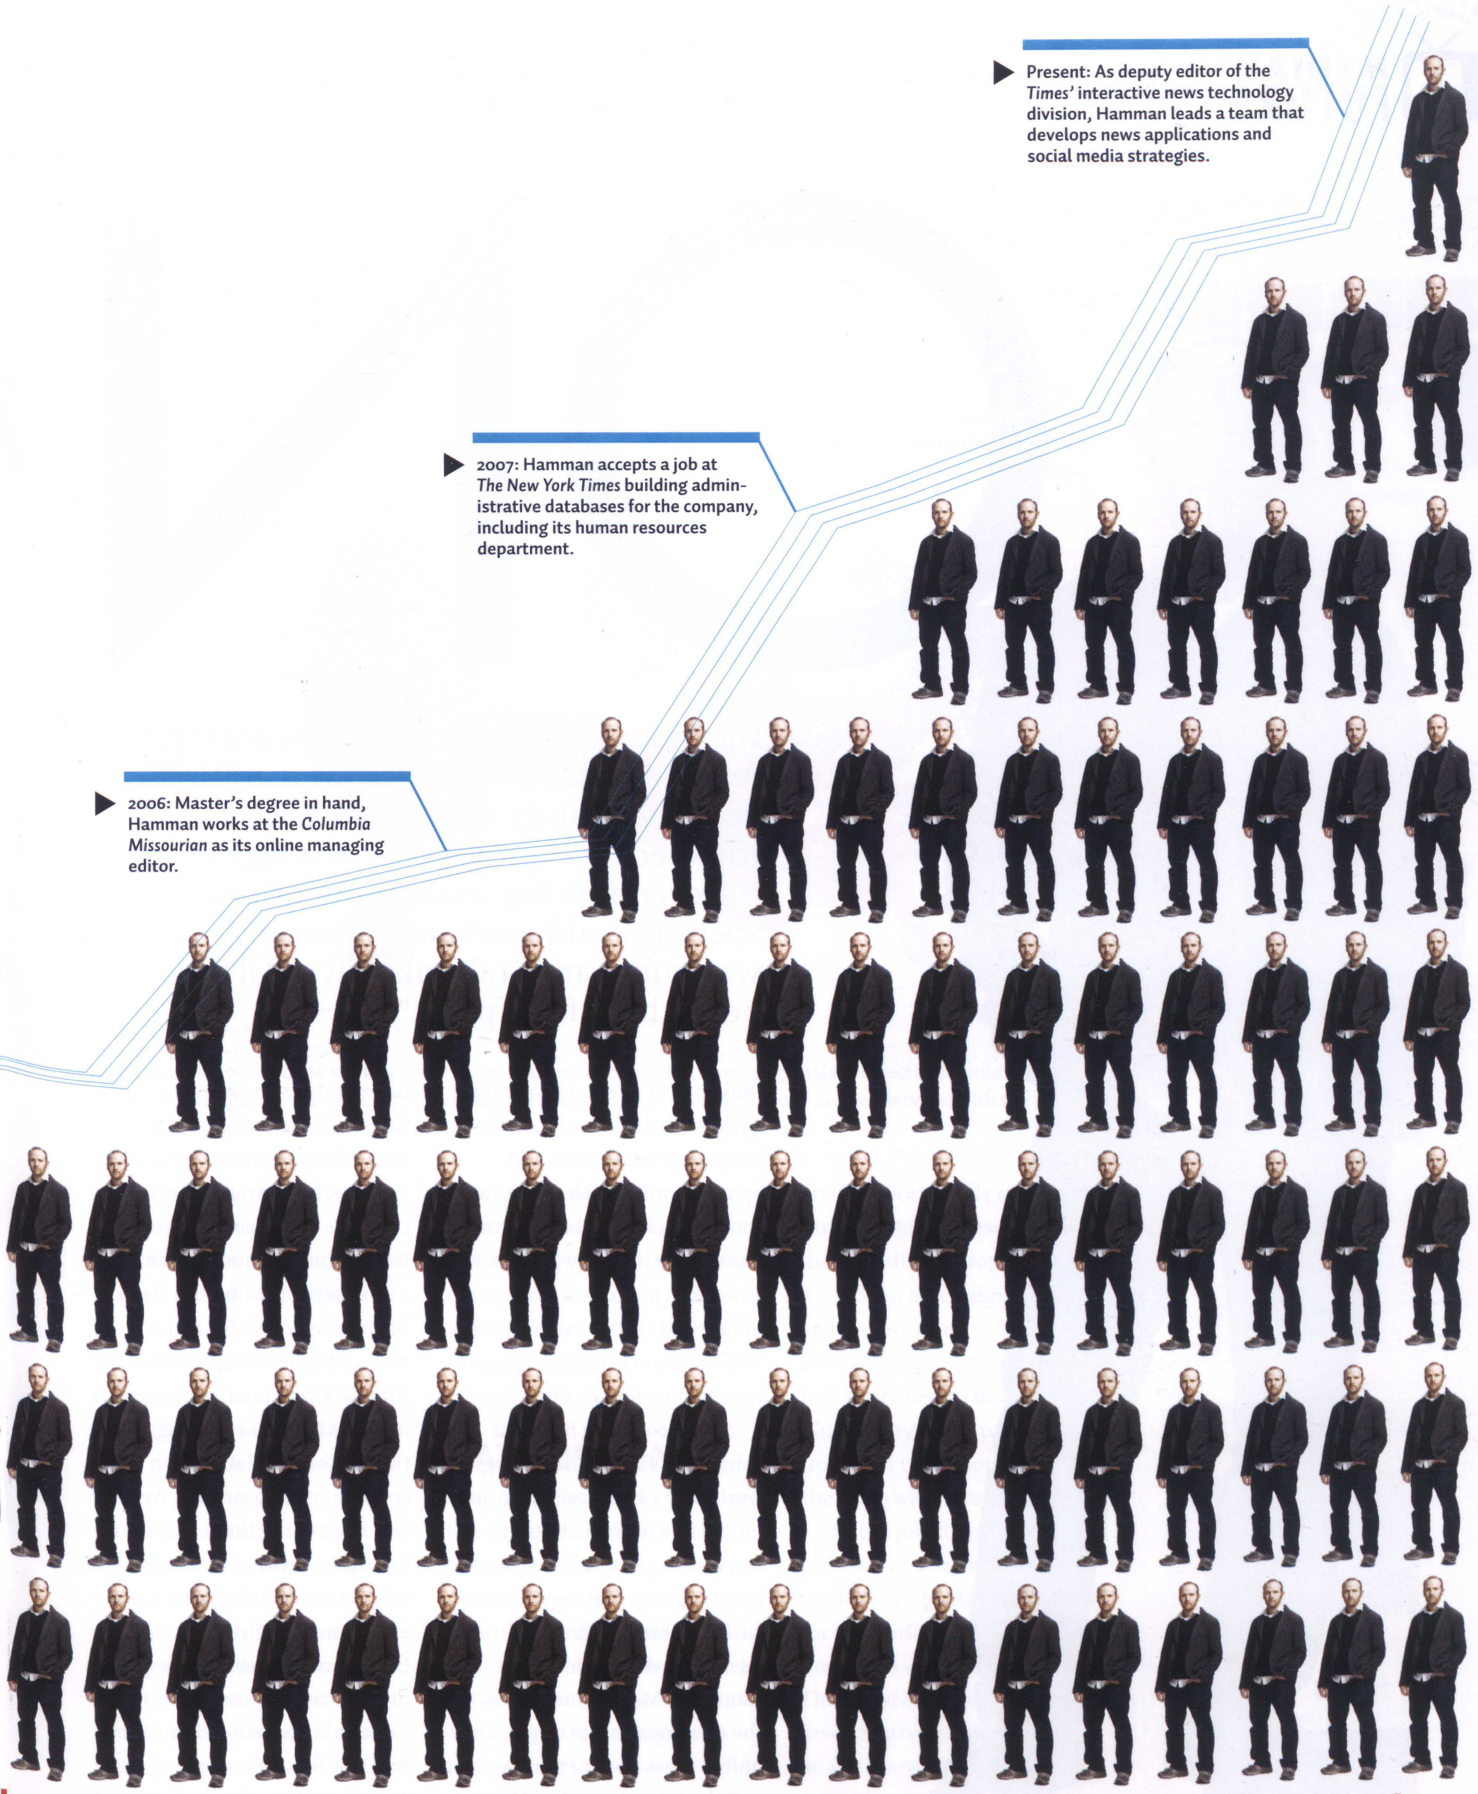 Present: As deputy editor of the
Times’ interactive news technology
division, Hamman leads a team that
develops news applications and
social media strategies.
2007: Hamman accepts a job at
The New York Times building admin-
istrative databases for the company,
including its human resources
department.
2006: Master’s degree in hand,
Hamman works at the Columbia
Missourian as its online managing
editor.